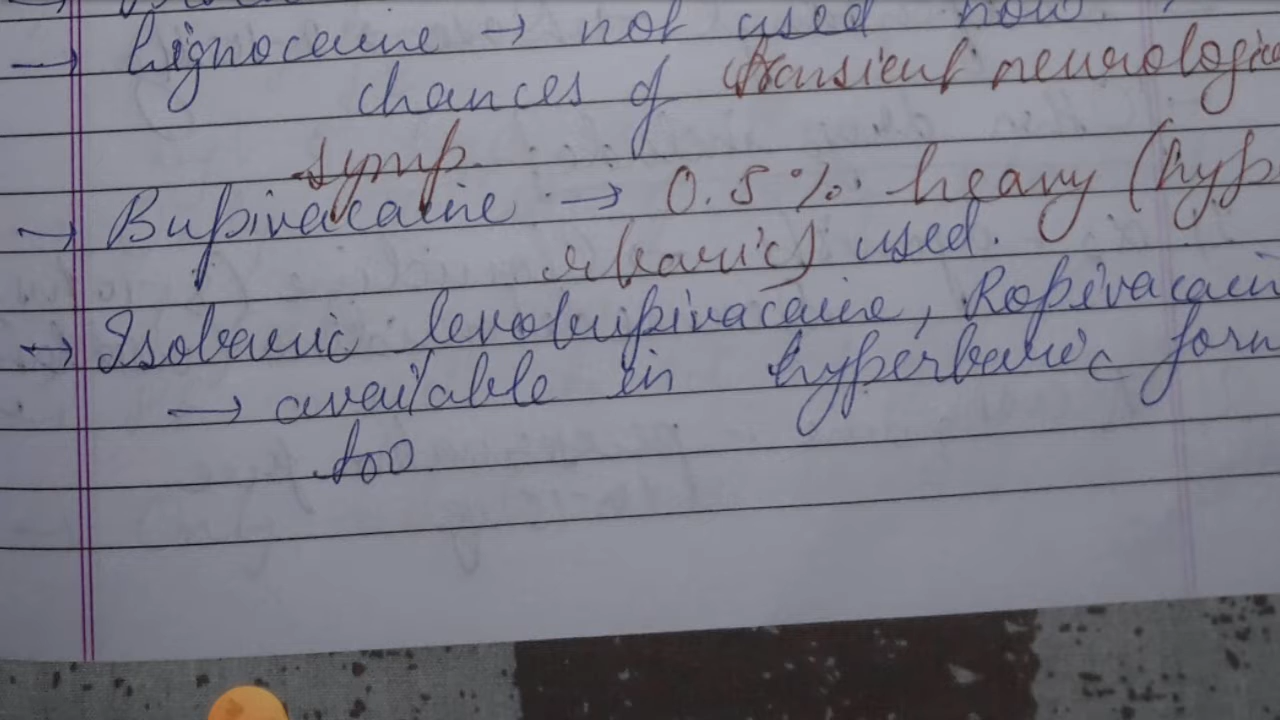 → Lignocaine → not used now.
chances of transient neurologic
symp.
→ Bupivacaine → 0.5%. heavy (hyp
erbaric) used.
→ Isobaric levobupivacaine, Ropivacain
→ available in hyperbaric form
too